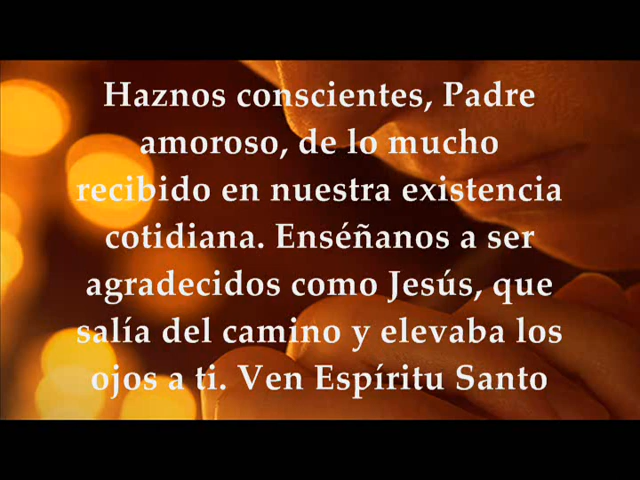 Haznos conscientes, Padre
amoroso, de lo mucho
recibido en nuestra existencia
cotidiana. Enséñanos a ser
agradecidos como Jesús, que
salía del camino y elevaba los
ojos a ti. Ven Espíritu Santo